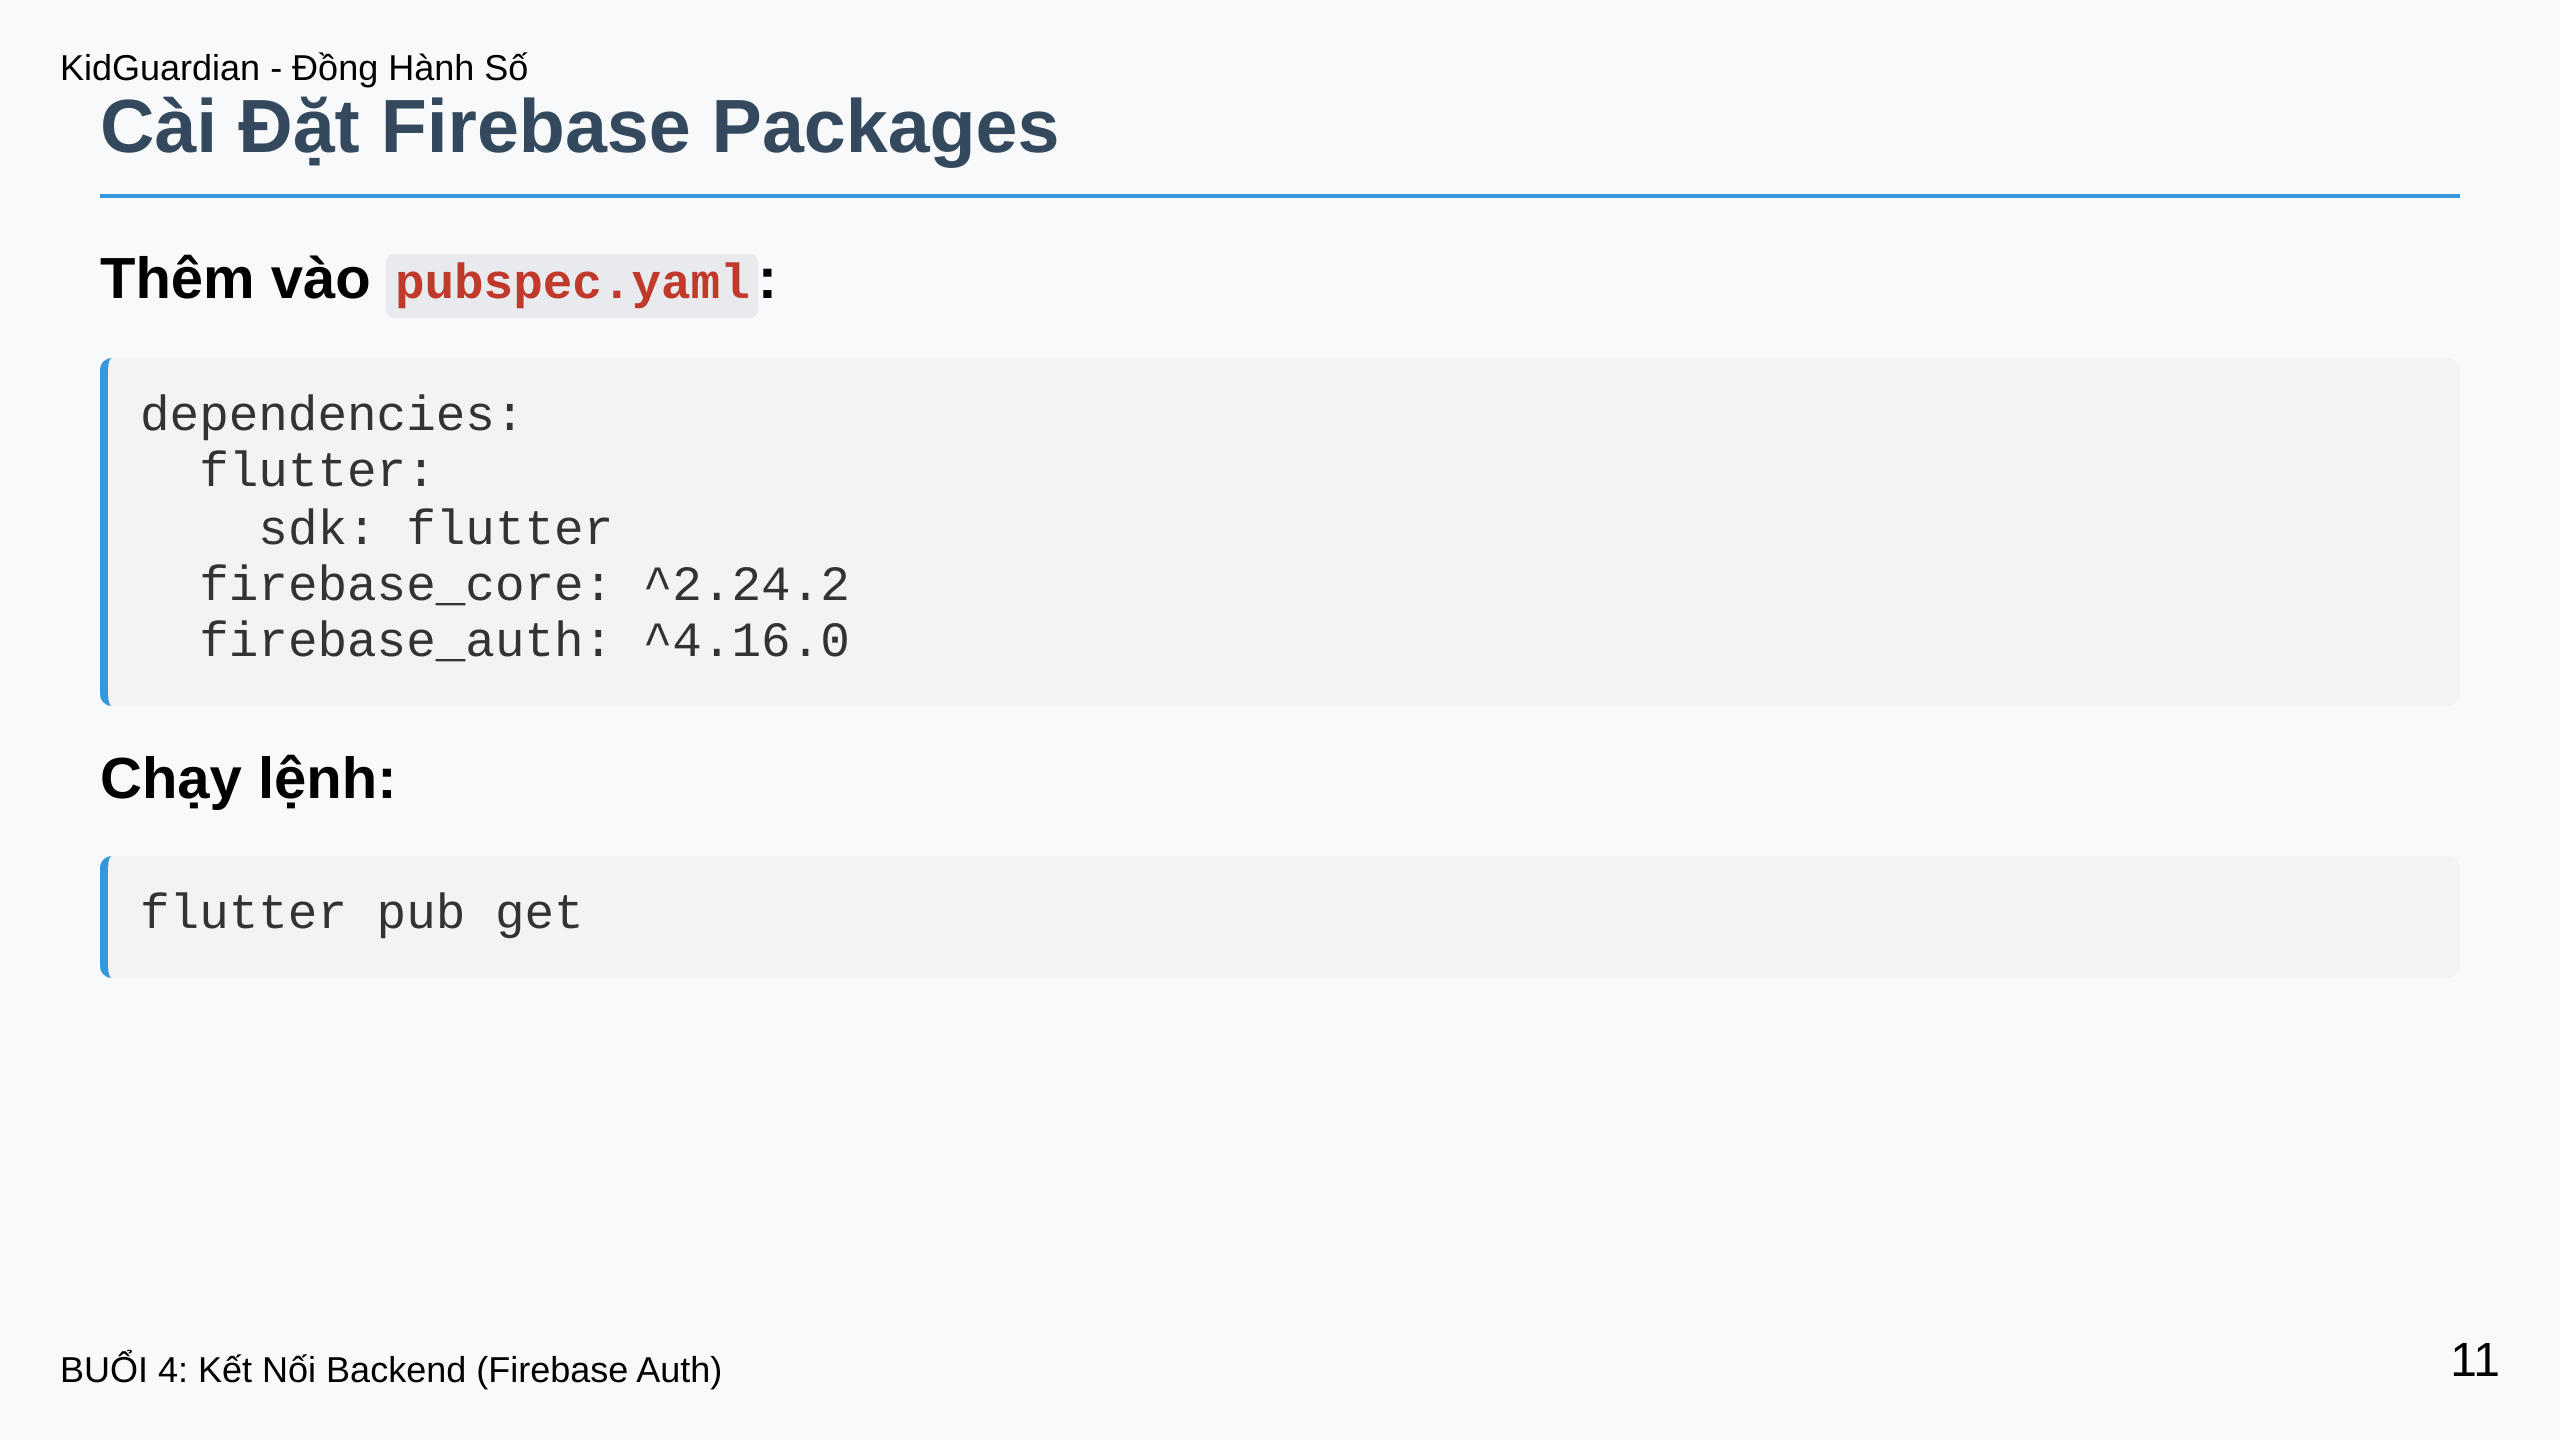 KidGuardian - Đồng Hành Số
Cài Đặt Firebase Packages
Thêm vào pubspec.yaml:
dependencies:
  flutter:
    sdk: flutter
  firebase_core: ^2.24.2
  firebase_auth: ^4.16.0
Chạy lệnh:
flutter pub get
BUỔI 4: Kết Nối Backend (Firebase Auth)
11